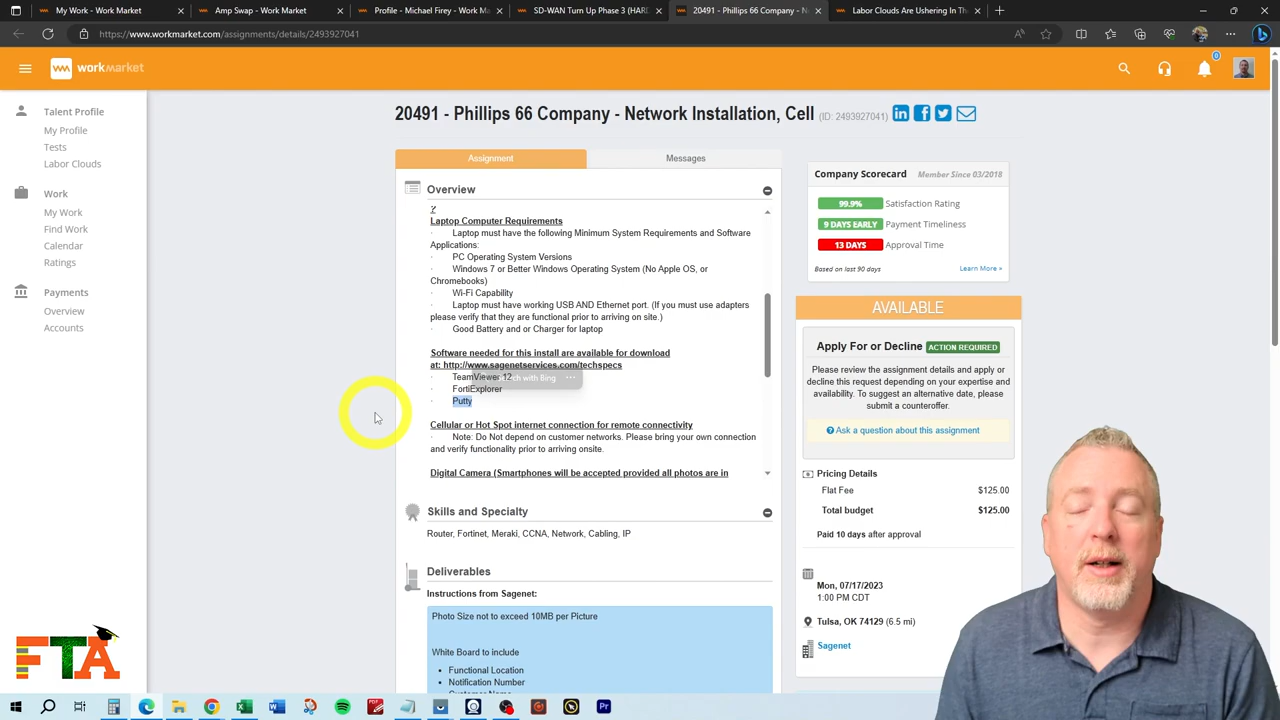 My Work - Workmarket
Amp Swap - Workmarket
Profile - Michael Firey - Work M
SD-WAN Turn Up Phase 3 (HARD
20491 - Phillips 66 Company - N
Labor Clouds Are Ushering In The
https://www.workmarket.com/assignments/details/2493927041
workmarket
0
Talent Profile
My Profile
Tests
Labor Clouds
Work
My Work
Find Work
Calendar
Ratings
Payments
Overview
Accounts
20491 - Phillips 66 Company - Network Installation, Cell (ID: 2493927041)
Assignment
Messages
Overview
?
Laptop Computer Requirements
· Laptop must have the following Minimum System Requirements and Software
Applications:
· PC Operating System Versions
· Windows 7 or Better Windows Operating System (No Apple OS, or
Chromebooks)
· Wi-Fi Capability
· Laptop must have working USB AND Ethernet port. (If you must use adapters
please verify that they are functional prior to arriving on site.)
· Good Battery and or Charger for laptop
Software needed for this install are available for download
at: http://www.sagenetservices.com/techspecs
· TeamViewer 12
· FortiExplorer
· Putty
Cellular or Hot Spot internet connection for remote connectivity
· Note: Do Not depend on customer networks. Please bring your own connection
and verify functionality prior to arriving onsite.
Digital Camera (Smartphones will be accepted provided all photos are in
Skills and Specialty
Router, Fortinet, Meraki, CCNA, Network, Cabling, IP
Deliverables
Instructions from Sagenet:
Photo Size not to exceed 10MB per Picture
White Board to include
• Functional Location
• Notification Number
Company Scorecard Member Since 03/2018
99.9% Satisfaction Rating
9 DAYS EARLY Payment Timeliness
13 DAYS Approval Time
Based on last 90 days Learn More »
AVAILABLE
Apply For or Decline ACTION REQUIRED
Please review the assignment details and apply or
decline this request depending on your expertise and
availability. To suggest an alternative date, please
submit a counteroffer.
Ask a question about this assignment
Pricing Details
Flat Fee $125.00
Total budget $125.00
Paid 10 days after approval
Mon, 07/17/2023
1:00 PM CDT
Tulsa, OK 74129 (6.5 mi)
Sagenet
FTA